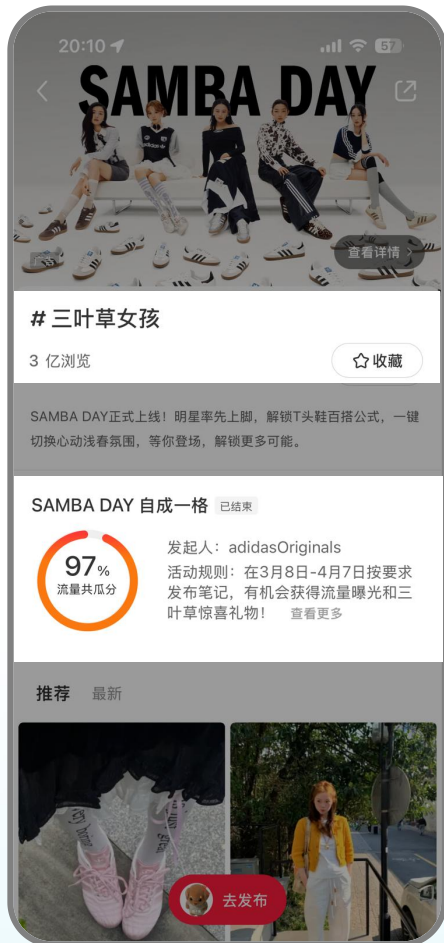 20:10
57
SAMBA DAY
广告
查看详情 >
# 三叶草女孩
3 亿浏览
收藏
SAMBA DAY正式上线！明星率先上脚，解锁T头鞋百搭公式，一键
切换心动浅春氛围，等你登场，解锁更多可能。
SAMBA DAY 自成一格 已结束
97%
流量共瓜分
发起人：adidasOriginals
活动规则：在3月8日-4月7日按要求
发布笔记，有机会获得流量曝光和三
叶草惊喜礼物！ 查看更多
推荐 最新
去发布